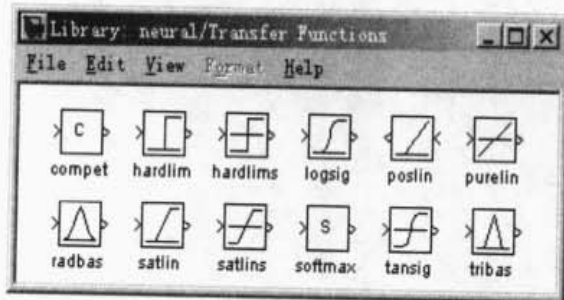 Library: neural/Transfer Functions
File Edit View Format Help
C
compet hardlim hardlims logsig poslin purelin
S
radbas satlin satlins softmax tansig tribas